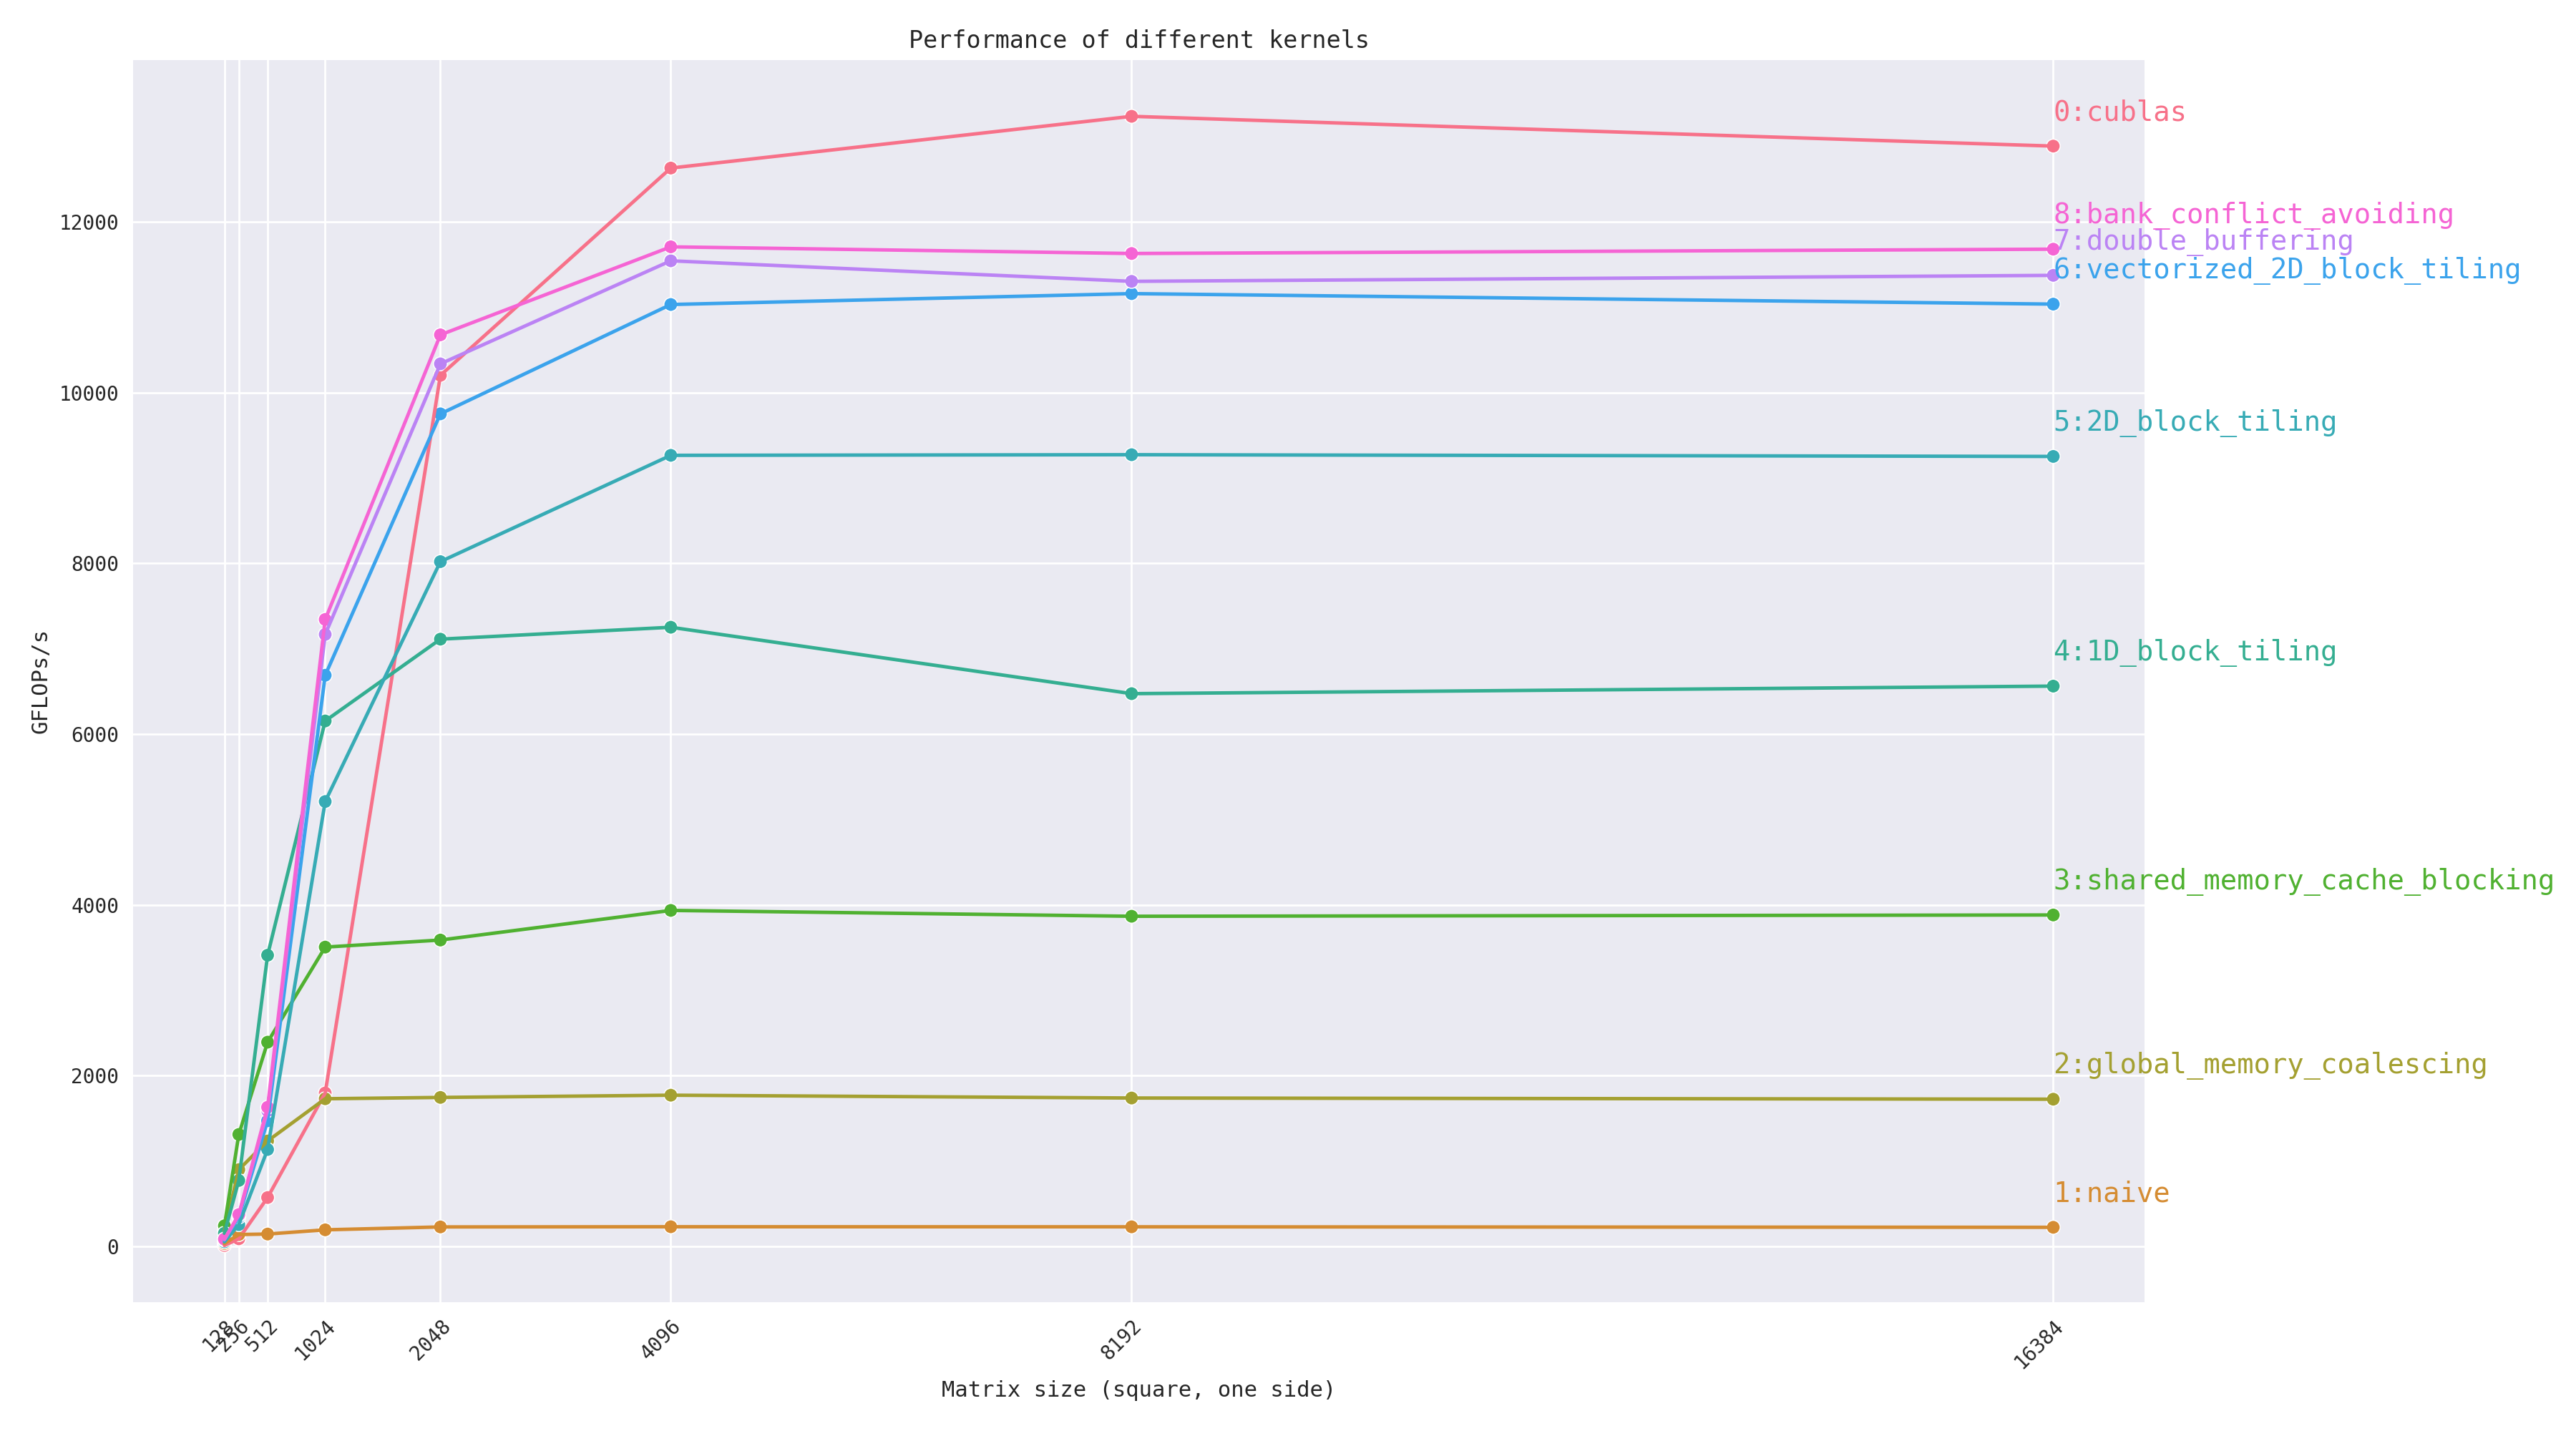 Performance of different kernels
0:cublas
8:bank_conflict_avoiding
7:double_buffering
6:vectorized_2D_block_tiling
5:2D_block_tiling
4:1D_block_tiling
3:shared_memory_cache_blocking
2:global_memory_coalescing
1:naive
GFLOPs/s
12000
10000
8000
6000
4000
2000
0
128 256 512 1024 2048 4096 8192 16384
Matrix size (square, one side)